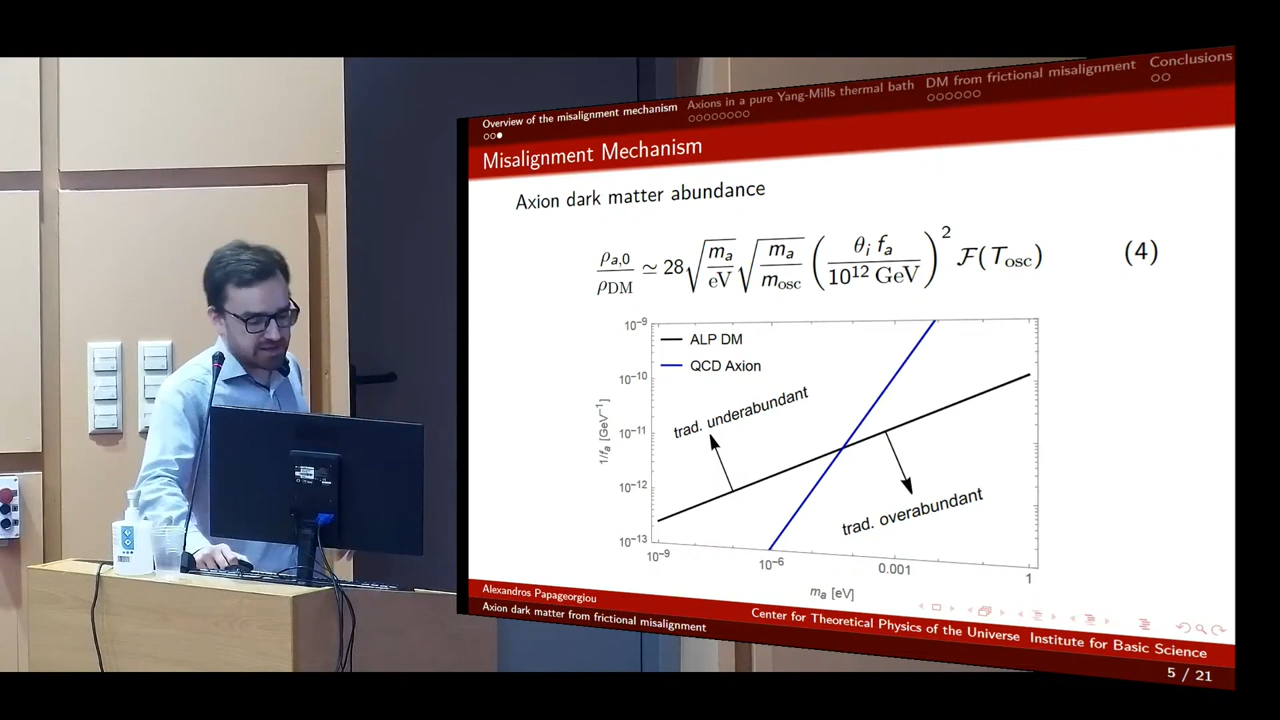 Overview of the misalignment mechanism Axions in a pure Yang-Mills thermal bath DM from frictional misalignment Conclusions
Misalignment Mechanism
Axion dark matter abundance
ρa,0/ρDM ≃ 28√(ma/eV) √(ma/mosc) (θi fa/10¹² GeV)² F(Tosc) (4)
ALP DM
QCD Axion
trad. underabundant
trad. overabundant
1/fa [GeV⁻¹]
10⁻⁹
10⁻¹⁰
10⁻¹¹
10⁻¹²
10⁻¹³
10⁻⁹ 10⁻⁶ 0.001 1
ma [eV]
Alexandros Papageorgiou Center for Theoretical Physics of the Universe Institute for Basic Science
Axion dark matter from frictional misalignment 5 / 21